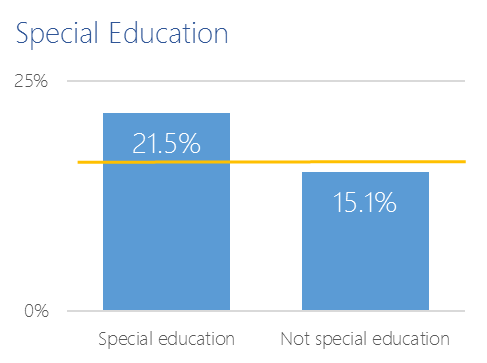 Special Education
25%
21.5%
15.1%
0%
Special education
Not special education